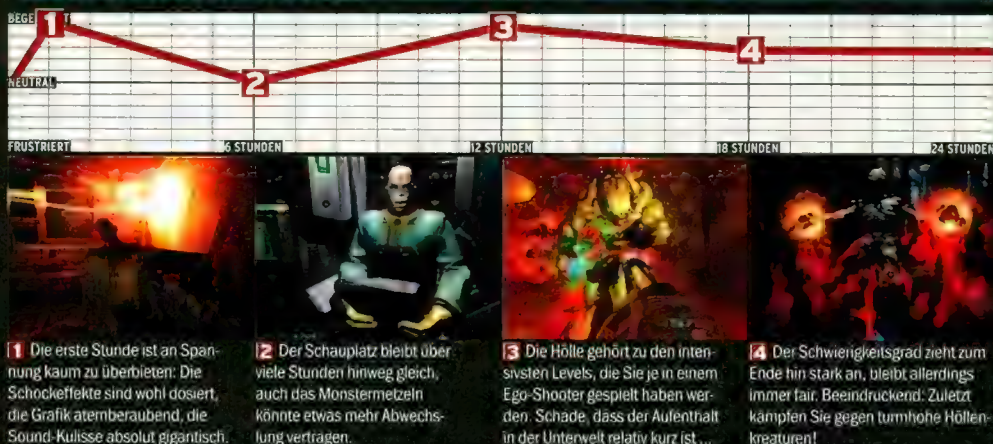 BEGE
1
3
4
2
NEUTRAL
FRUSTRIERT
6 STUNDEN
12 STUNDEN
18 STUNDEN
24 STUNDEN
1 Die erste Stunde ist an Span-
nung kaum zu überbieten: Die
Schockeffekte sind wohl dosiert,
die Grafik atemberaubend, die
Sound-Kulisse absolut gigantisch.
2 Der Schauplatz bleibt über
viele Stunden hinweg gleich,
auch das Monstermetzeln
könnte etwas mehr Abwechs-
lung vertragen.
3 Die Hölle gehört zu den inten-
sivsten Levels, die Sie je in einem
Ego-Shooter gespielt haben wer-
den. Schade, dass der Aufenthalt
in der Unterwelt relativ kurz ist ...
4 Der Schwierigkeitsgrad zieht zum
Ende hin stark an, bleibt allerdings
immer fair. Beeindruckend: Zuletzt
kämpfen Sie gegen turmhohe Höllen-
kreaturen!